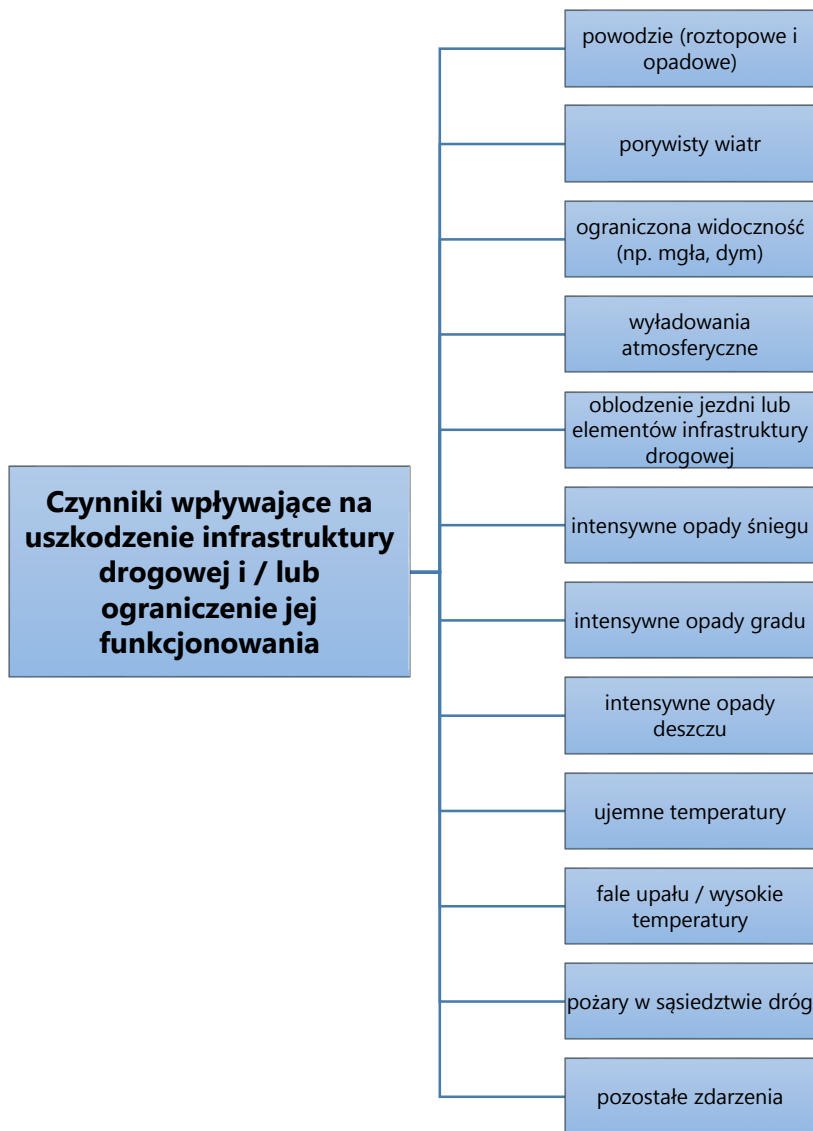 powodzie (roztopowe i
opadowe)
porywisty wiatr
ograniczona widoczność
(np. mgła, dym)
wyładowania
atmosferyczne
oblodzenie jezdni lub
elementów infrastruktury
drogowej
Czynniki wpływające na
uszkodzenie infrastruktury
drogowej i / lub
ograniczenie jej
funkcjonowania
intensywne opady śniegu
intensywne opady gradu
intensywne opady
deszczu
ujemne temperatury
fale upału / wysokie
temperatury
pożary w sąsiedztwie dróg
pozostałe zdarzenia